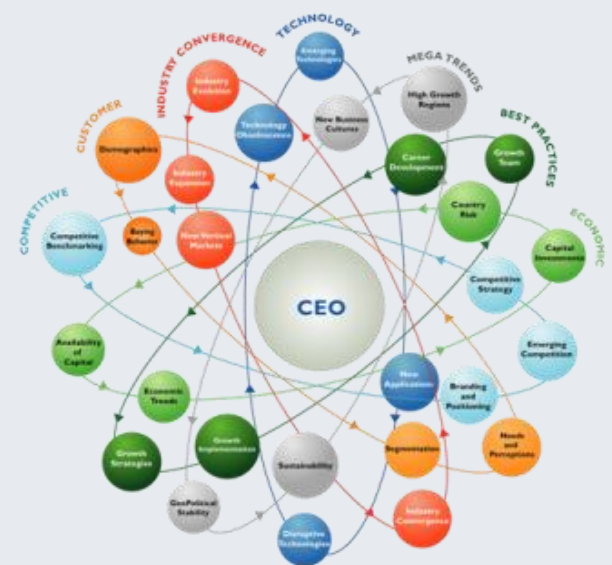 TECHNOLOGY
INDUSTRY CONVERGENCE
MEGA TRENDS
CUSTOMER
BEST PRACTICES
COMPETITIVE
ECONOMIC
Emerging
Technologies
Industry
Evolution
High Growth
Regions
New Business
Cultures
Technology
Obsolescence
Demographics
Career
Development
Growth
Team
Industry
Expansion
Country
Risk
Competitive
Benchmarking
Buying
Behavior
New Vertical
Markets
Capital
Investments
Competitive
Strategy
CEO
Availability
of
Capital
Emerging
Competition
New
Applications
Branding
and
Positioning
Economic
Trends
Growth
Strategies
Growth
Implementation
Sustainability
Segmentation
Needs
and
Perceptions
GeoPolitical
Stability
Industry
Convergence
Disruptive
Technologies